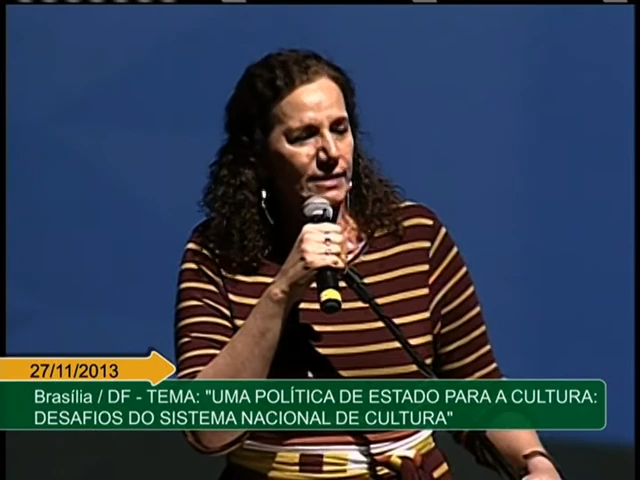 27/11/2013
Brasília / DF - TEMA: "UMA POLÍTICA DE ESTADO PARA A CULTURA:
DESAFIOS DO SISTEMA NACIONAL DE CULTURA"